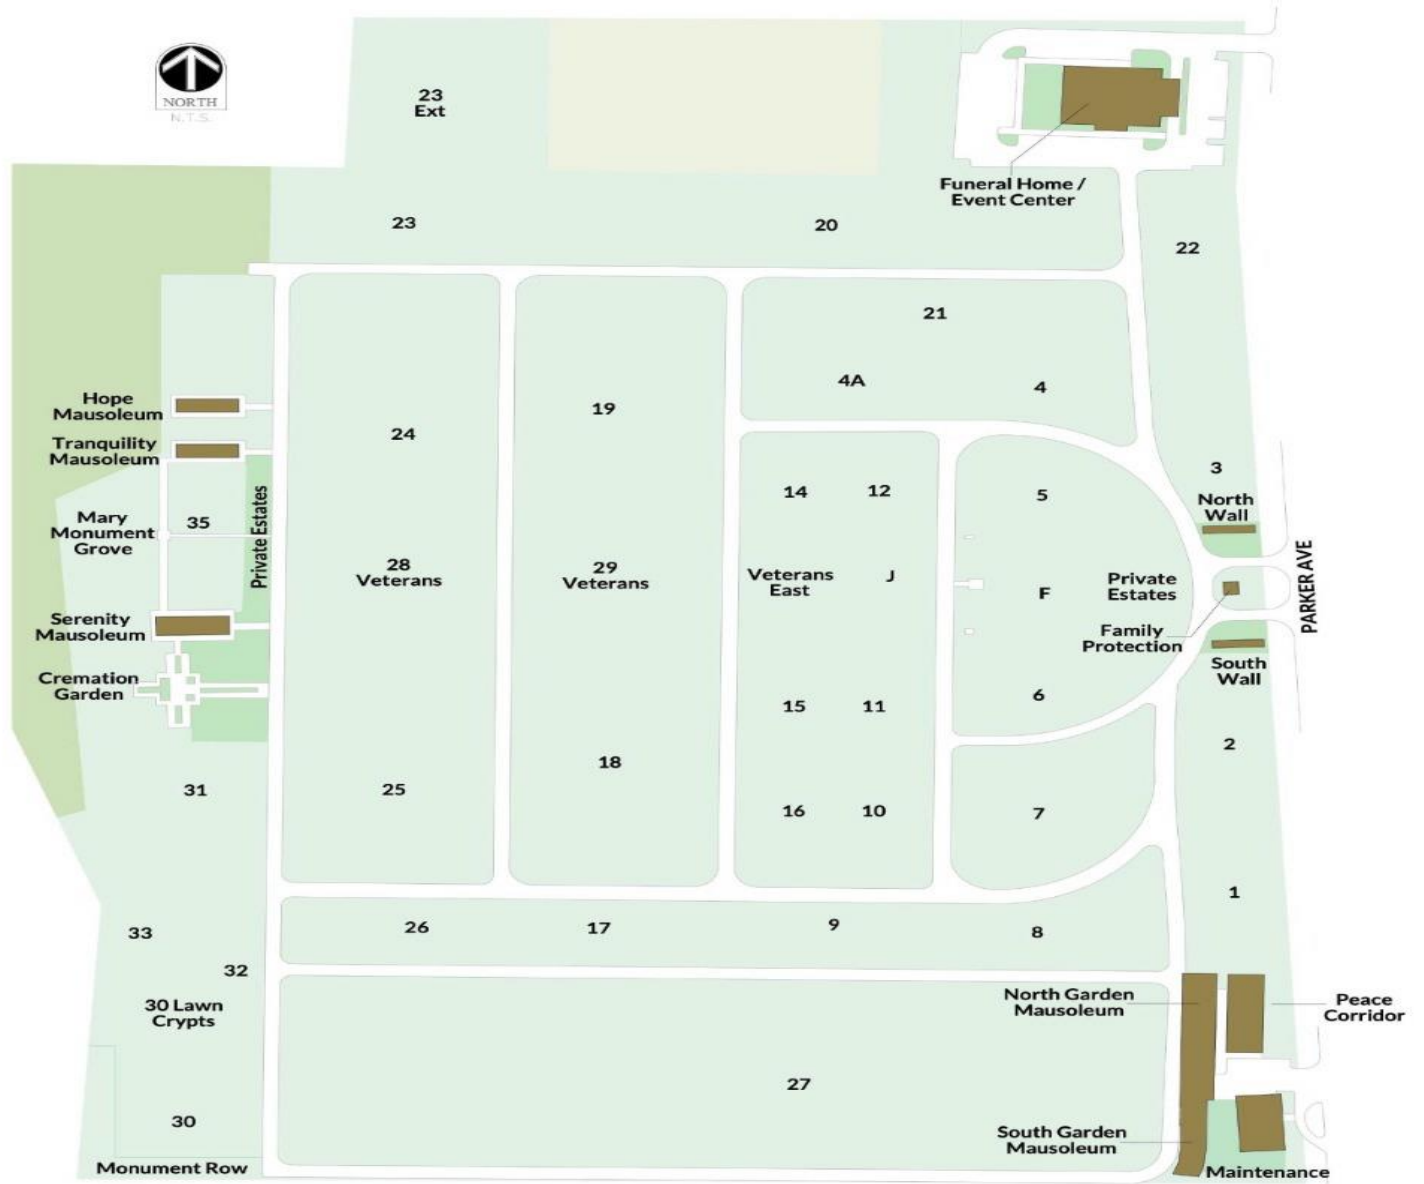 NORTH
N.T.S.
23
Ext
Funeral Home /
Event Center
23
20
22
21
4A
4
Hope
Mausoleum
19
24
Tranquility
Mausoleum
3
North
Wall
14
12
5
Mary
Monument
Grove
35
Private Estates
28
Veterans
29
Veterans
Veterans
East
J
F
Private
Estates
PARKER AVE
Serenity
Mausoleum
Family
Protection
South
Wall
Cremation
Garden
15
11
6
2
31
25
18
16
10
7
1
33
26
17
9
8
32
30 Lawn
Crypts
North Garden
Mausoleum
Peace
Corridor
27
30
South Garden
Mausoleum
Monument Row
Maintenance